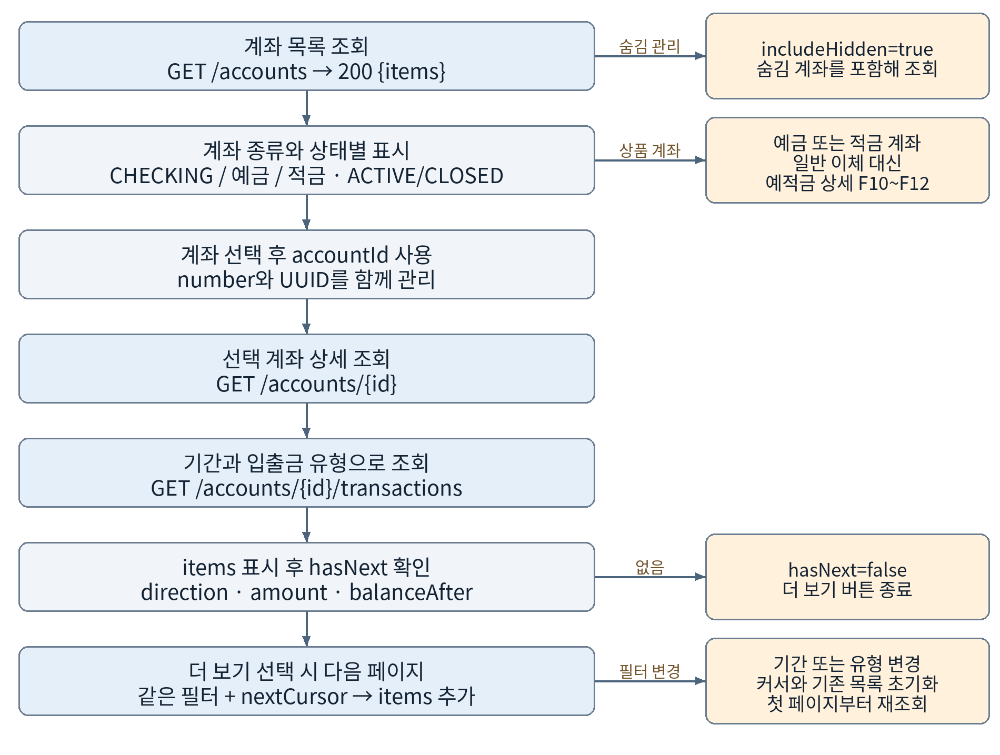 계좌 목록 조회
GET /accounts → 200 {items}
숨김 관리
includeHidden=true
숨김 계좌를 포함해 조회
계좌 종류와 상태별 표시
CHECKING / 예금 / 적금 · ACTIVE/CLOSED
상품 계좌
예금 또는 적금 계좌
일반 이체 대신
예적금 상세 F10~F12
계좌 선택 후 accountId 사용
number와 UUID를 함께 관리
선택 계좌 상세 조회
GET /accounts/{id}
기간과 입출금 유형으로 조회
GET /accounts/{id}/transactions
items 표시 후 hasNext 확인
direction · amount · balanceAfter
없음
hasNext=false
더 보기 버튼 종료
더 보기 선택 시 다음 페이지
같은 필터 + nextCursor → items 추가
필터 변경
기간 또는 유형 변경
커서와 기존 목록 초기화
첫 페이지부터 재조회